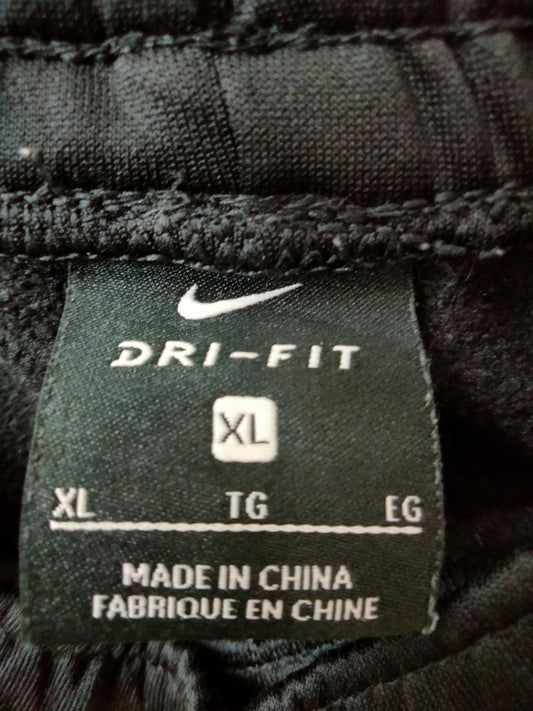 DRI-FIT
XL
XL TG EG
MADE IN CHINA
FABRIQUE EN CHINE